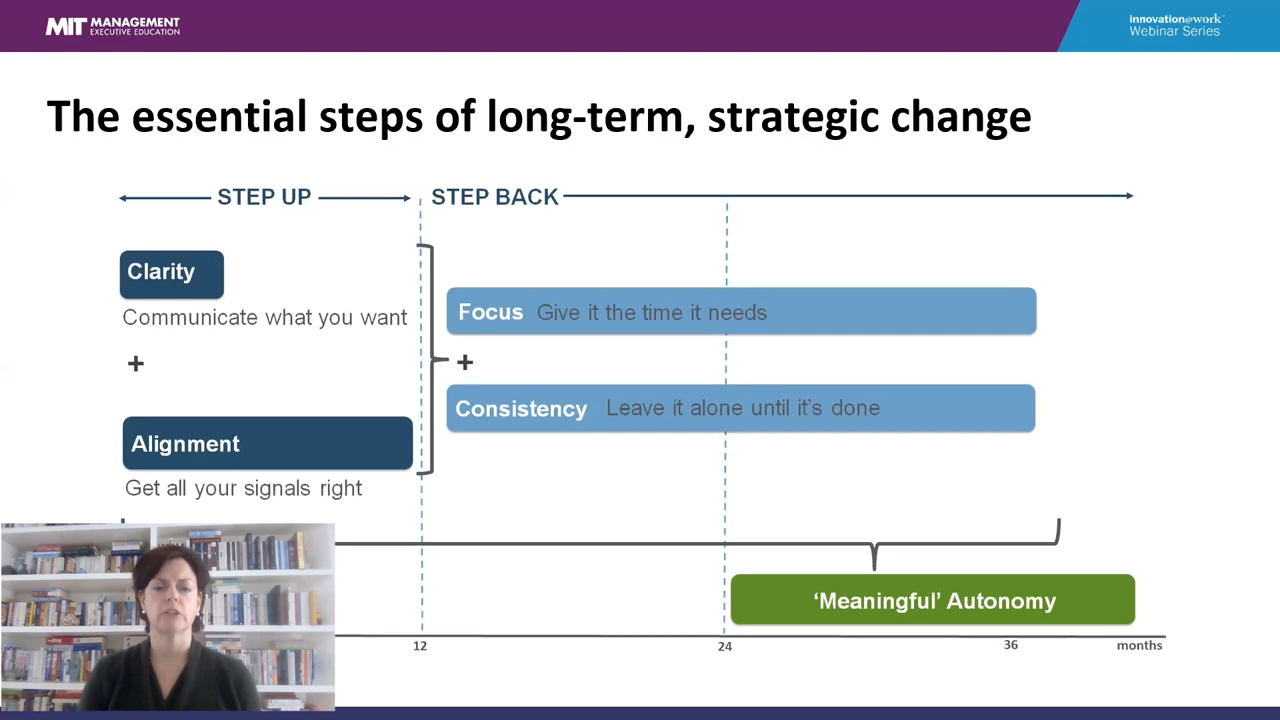 MIT MANAGEMENT
EXECUTIVE EDUCATION
innovation@work™
Webinar Series
The essential steps of long-term, strategic change
STEP UP
STEP BACK
Clarity
Communicate what you want
+
Alignment
Get all your signals right
Focus Give it the time it needs
+
Consistency Leave it alone until it's done
‘Meaningful’ Autonomy
12
24
36
months